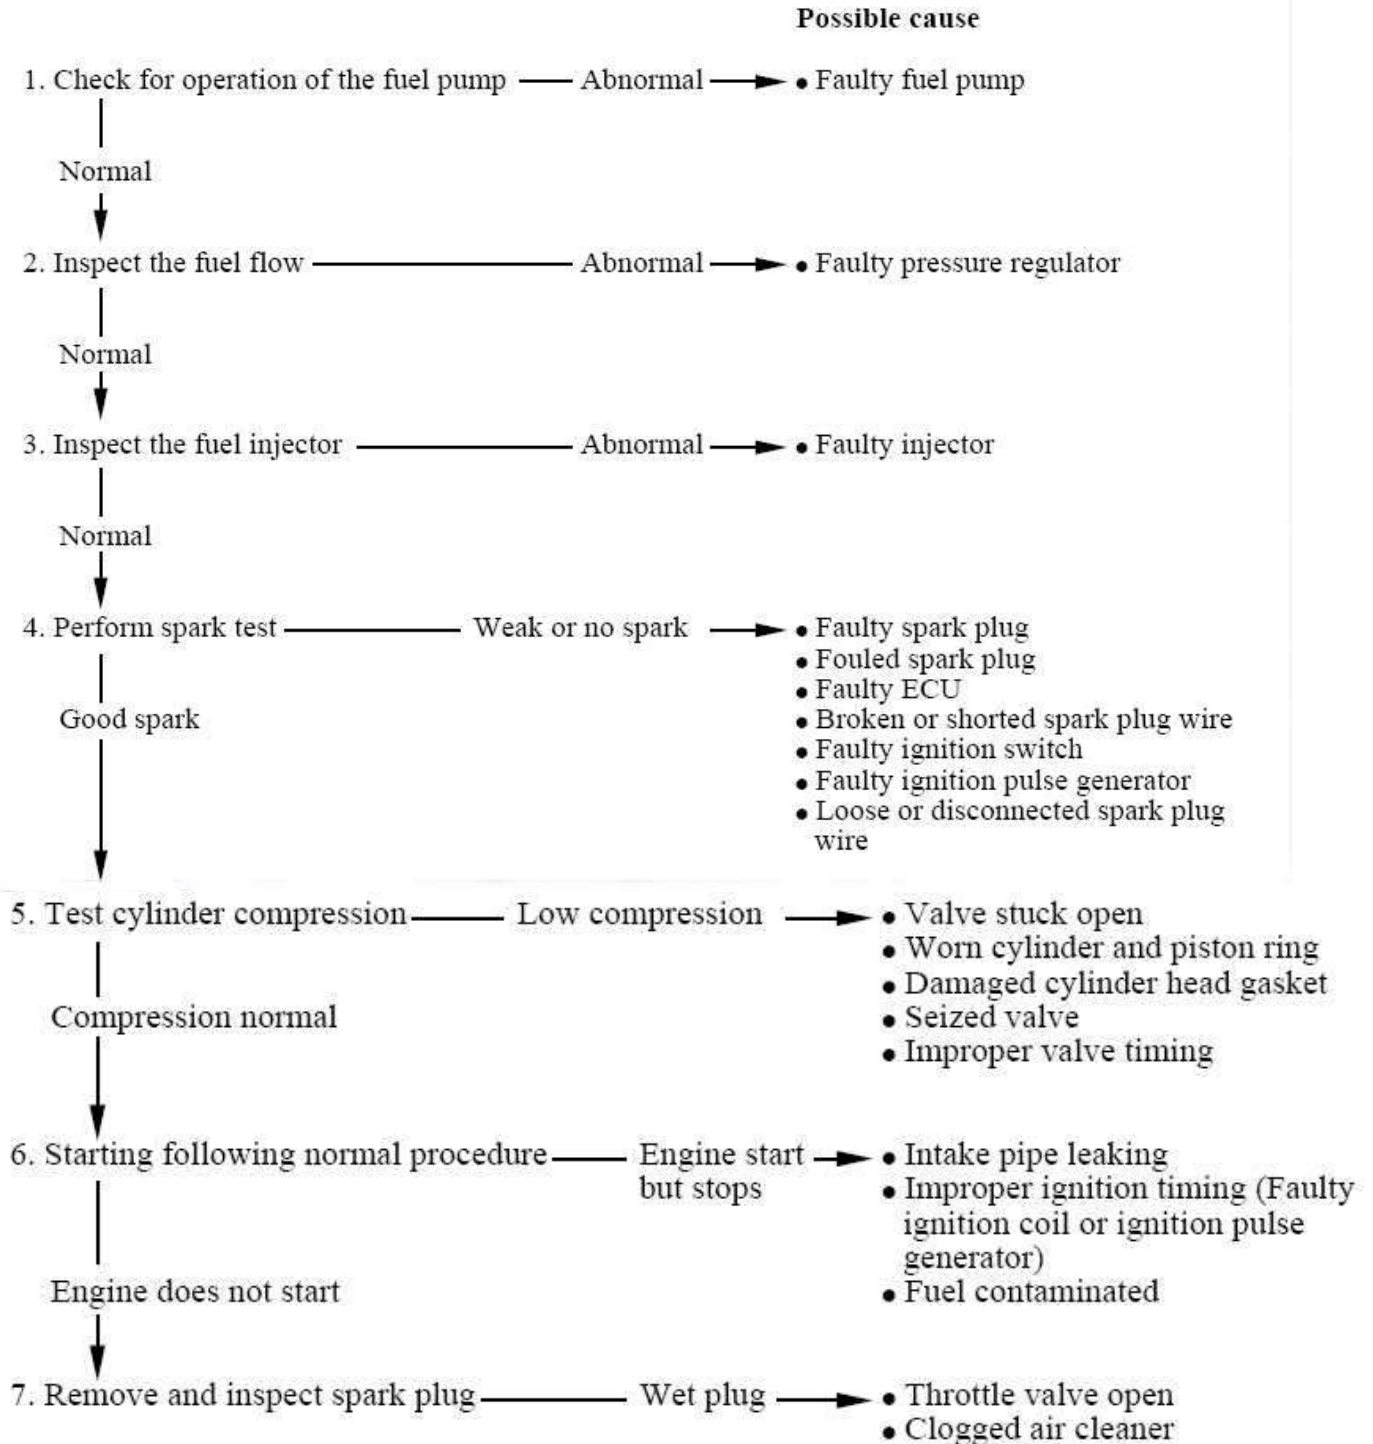 Possible cause
1. Check for operation of the fuel pump Abnormal • Faulty fuel pump
Normal
2. Inspect the fuel flow Abnormal • Faulty pressure regulator
Normal
3. Inspect the fuel injector Abnormal • Faulty injector
Normal
4. Perform spark test Weak or no spark • Faulty spark plug
• Fouled spark plug
• Faulty ECU
Good spark • Broken or shorted spark plug wire
• Faulty ignition switch
• Faulty ignition pulse generator
• Loose or disconnected spark plug
wire
5. Test cylinder compression Low compression • Valve stuck open
• Worn cylinder and piston ring
• Damaged cylinder head gasket
Compression normal • Seized valve
• Improper valve timing
6. Starting following normal procedure Engine start • Intake pipe leaking
but stops • Improper ignition timing (Faulty
ignition coil or ignition pulse
generator)
Engine does not start • Fuel contaminated
7. Remove and inspect spark plug Wet plug • Throttle valve open
• Clogged air cleaner